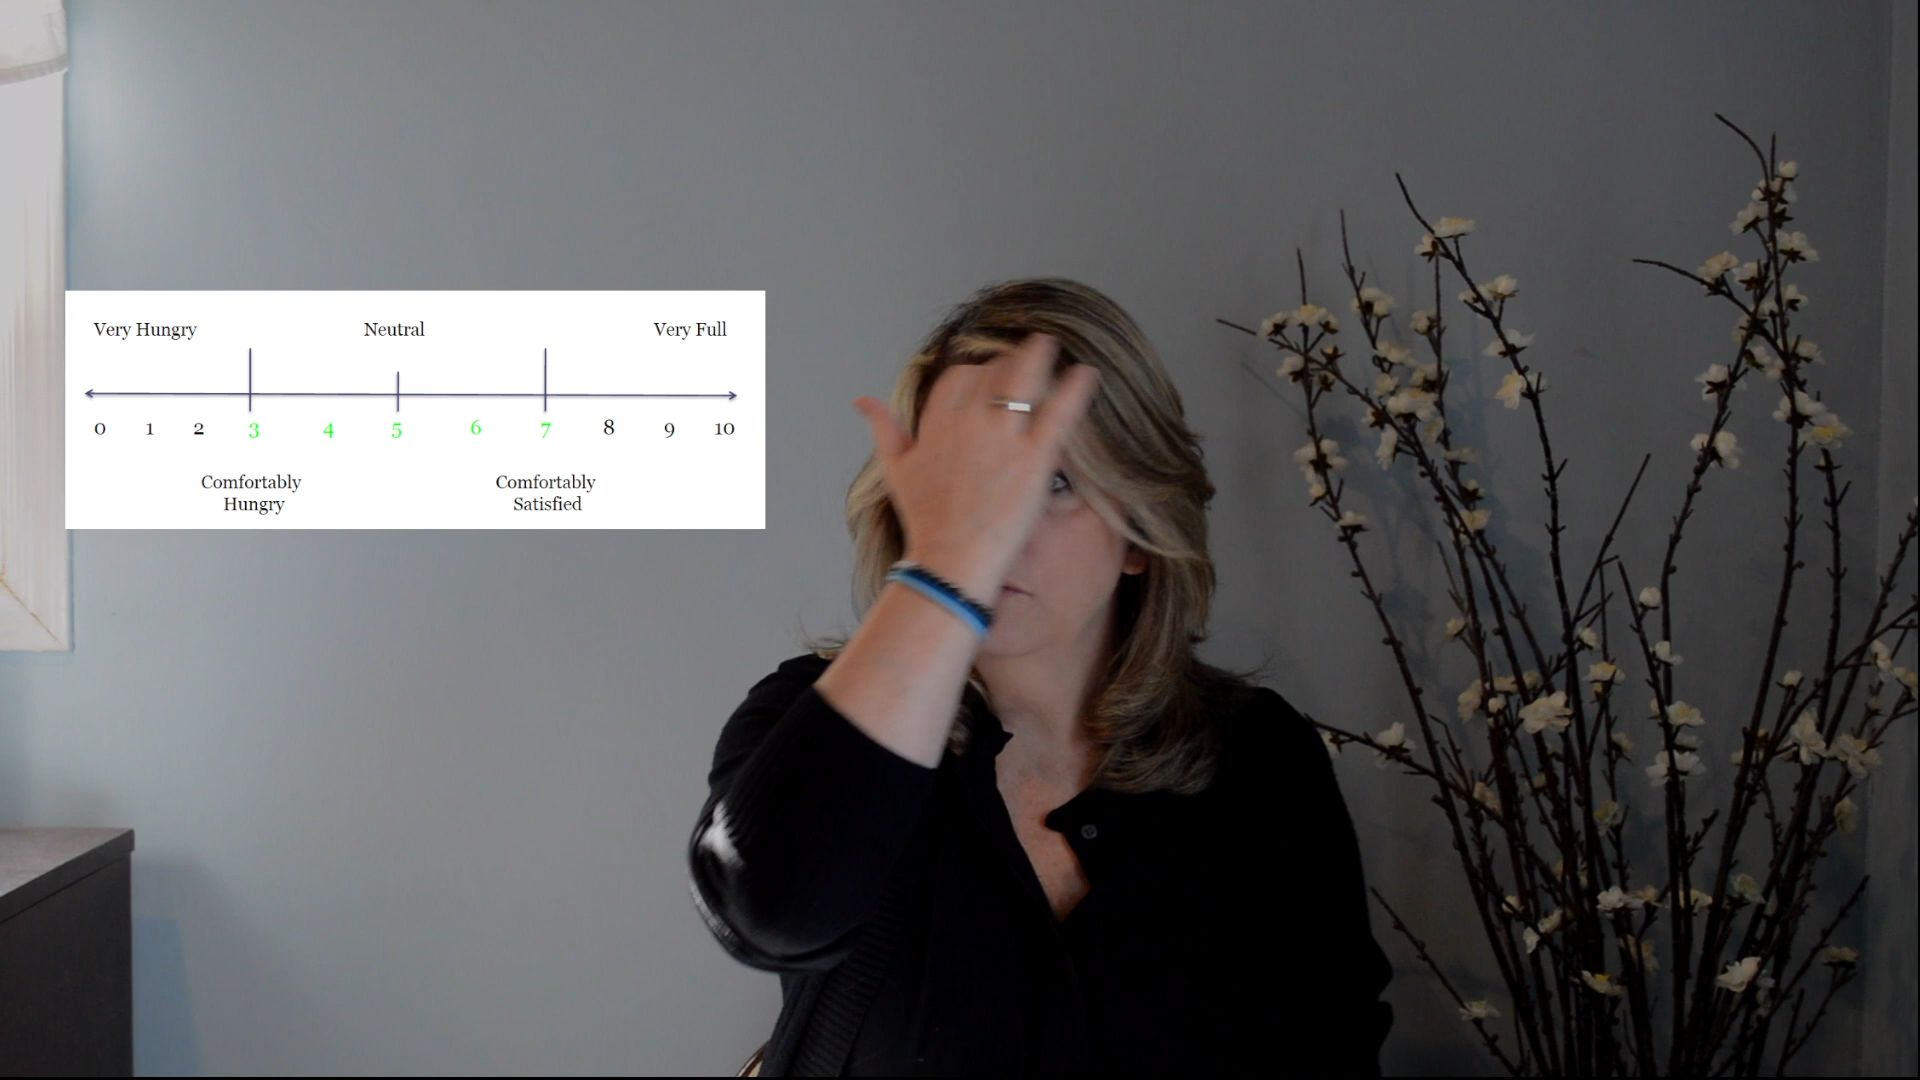 Very Hungry Neutral Very Full
0 1 2 3 4 5 6 7 8 9 10
Comfortably Comfortably
Hungry Satisfied